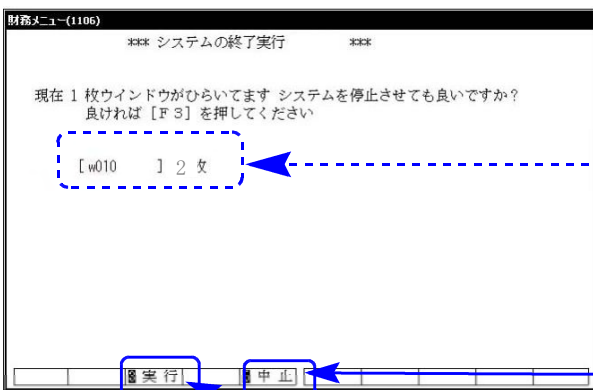 財務メニュー(1106)
*** システムの終了実行 ***
現在 1 枚ウインドウがひらいてます システムを停止させても良いですか?
良ければ [F3] を押してください
[w010 ] 2 攵
実行 中止